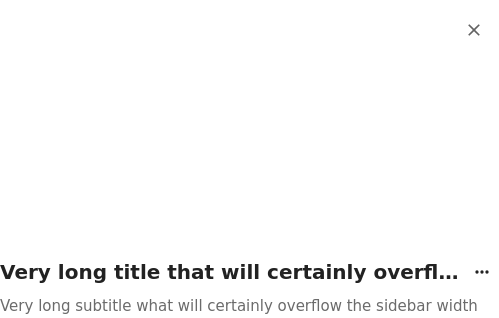 Very long title that will certainly overfl…
Very long subtitle what will certainly overflow the sidebar width